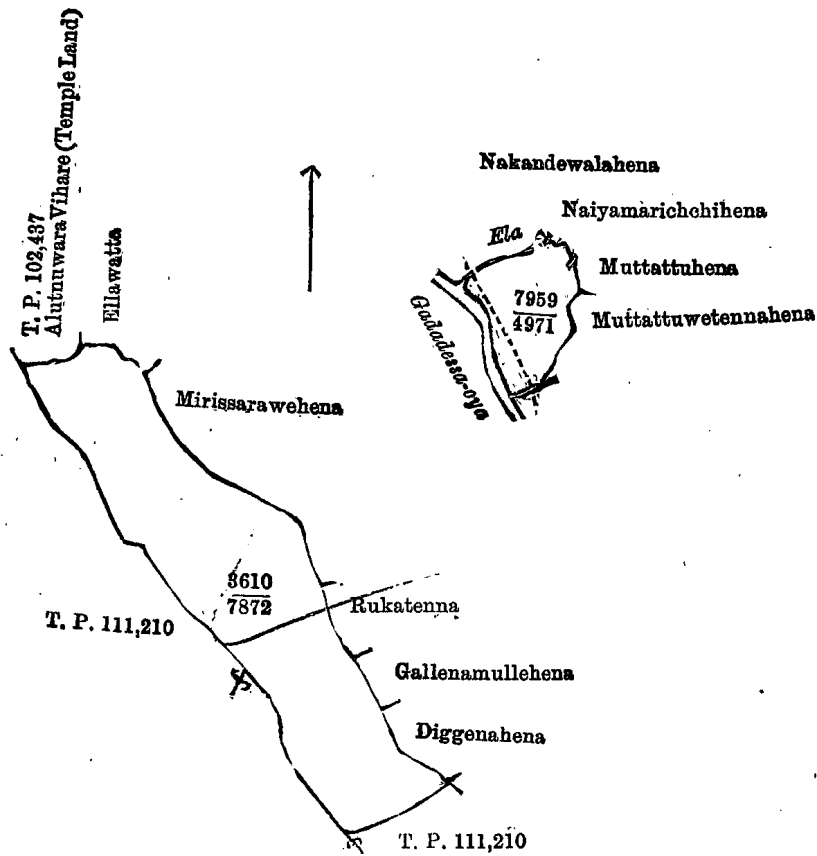 T. P. 102,437
Alutnuwara Vihare (Temple Land)
Ellawatta
Nakandewalahena
Naiyamarichchihena
Ela
Muttattuhena
7959
4971
Muttattuwetennahena
Gadadessa-oya
Mirissarawehena
3610
7872
Rukatenna
T. P. 111,210
Gallenamullehena
Diggenahena
T. P. 111,210